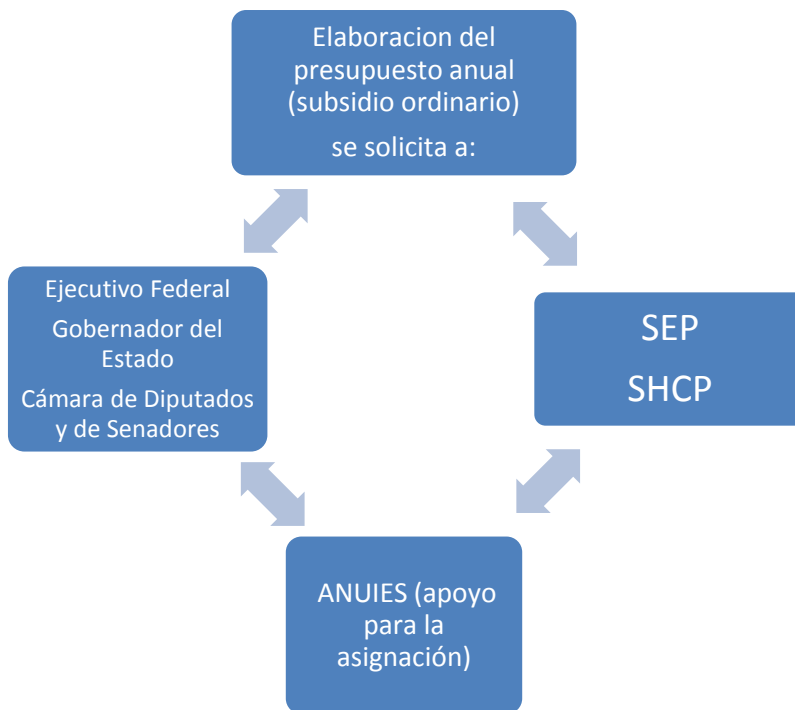 Elaboracion del
presupuesto anual
(subsidio ordinario)
se solicita a:
Ejecutivo Federal
Gobernador del
Estado
Cámara de Diputados
y de Senadores
SEP
SHCP
ANUIES (apoyo
para la
asignación)